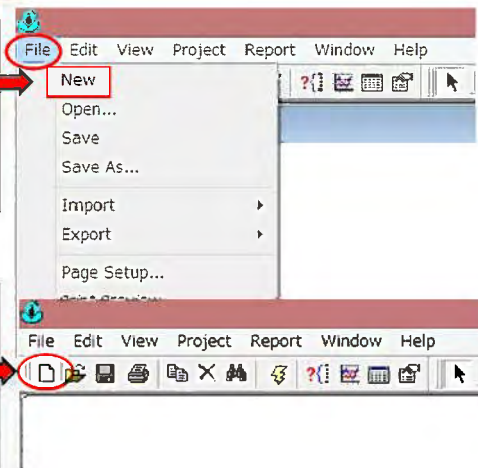 File Edit View Project Report Window Help
New
Open...
Save
Save As...
Import
Export
Page Setup...
File Edit View Project Report Window Help